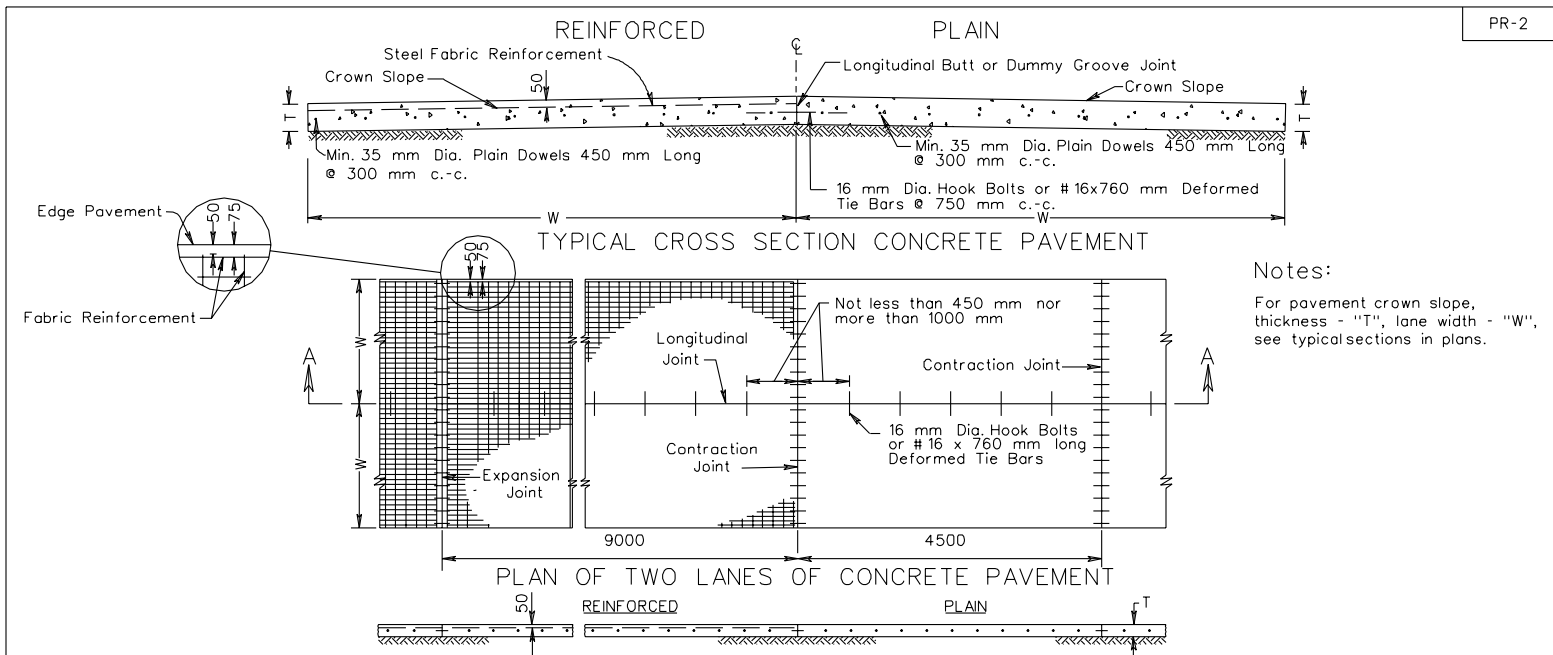 PR-2
REINFORCED
PLAIN
℄
Steel Fabric Reinforcement
Crown Slope
50
Longitudinal Butt or Dummy Groove Joint
Crown Slope
T
T
Min. 35 mm Dia. Plain Dowels 450 mm Long
@ 300 mm c.-c.
Min. 35 mm Dia. Plain Dowels 450 mm Long
@ 300 mm c.-c.
16 mm Dia. Hook Bolts or #16x760 mm Deformed
Tie Bars @ 750 mm c.-c.
W
W
TYPICAL CROSS SECTION CONCRETE PAVEMENT
Edge Pavement
50
75
Fabric Reinforcement
50
75
Notes:
For pavement crown slope,
thickness - "T", lane width - "W",
see typical sections in plans.
Not less than 450 mm nor
more than 1000 mm
Longitudinal
Joint
Contraction Joint
A
A
W
W
16 mm Dia. Hook Bolts
or #16 x 760 mm long
Deformed Tie Bars
Contraction
Joint
Expansion
Joint
9000
4500
PLAN OF TWO LANES OF CONCRETE PAVEMENT
REINFORCED
PLAIN
50
T